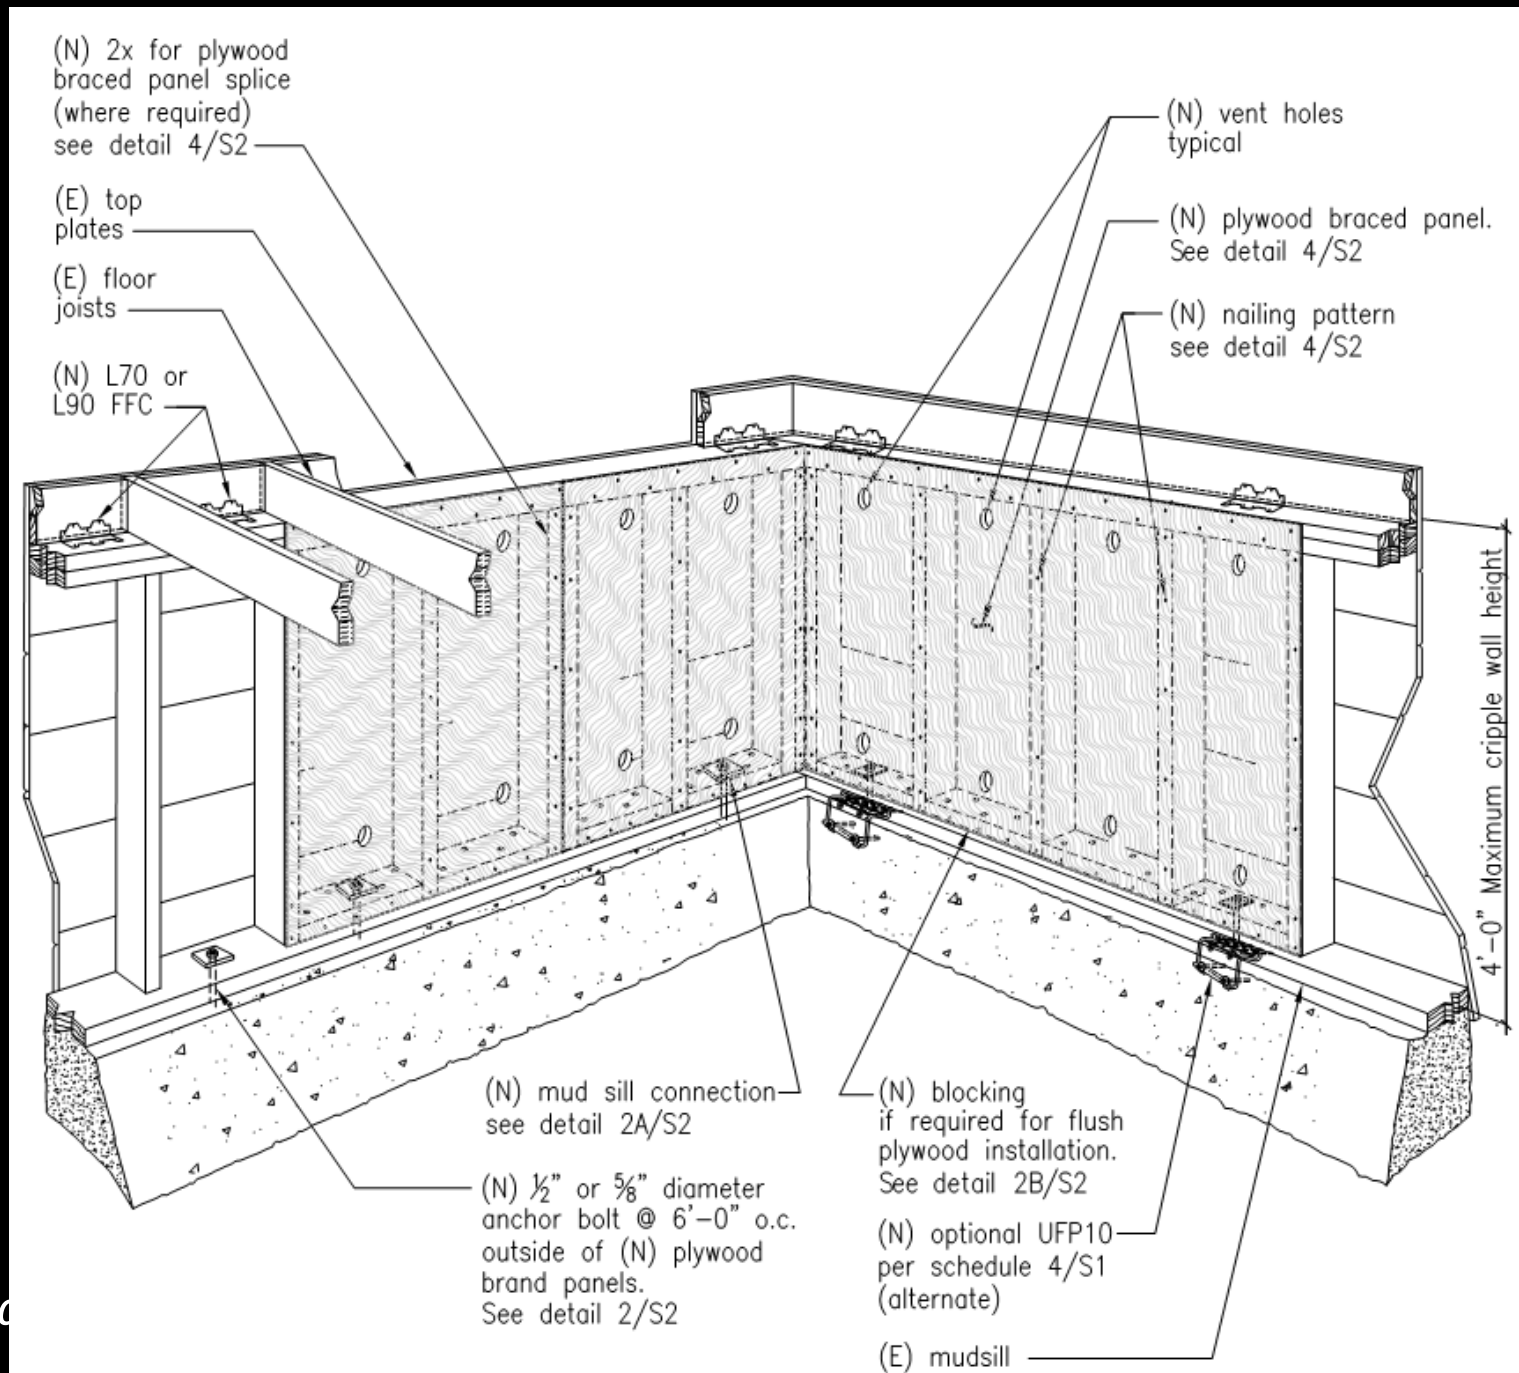 (N) 2x for plywood
braced panel splice
(where required)
see detail 4/S2
(E) top
plates
(E) floor
joists
(N) L70 or
L90 FFC
(N) vent holes
typical
(N) plywood braced panel.
See detail 4/S2
(N) nailing pattern
see detail 4/S2
4'-0" Maximum cripple wall height
(N) mud sill connection
see detail 2A/S2
(N) ½" or ⅝" diameter
anchor bolt @ 6'-0" o.c.
outside of (N) plywood
brand panels.
See detail 2/S2
(N) blocking
if required for flush
plywood installation.
See detail 2B/S2
(N) optional UFP10
per schedule 4/S1
(alternate)
(E) mudsill